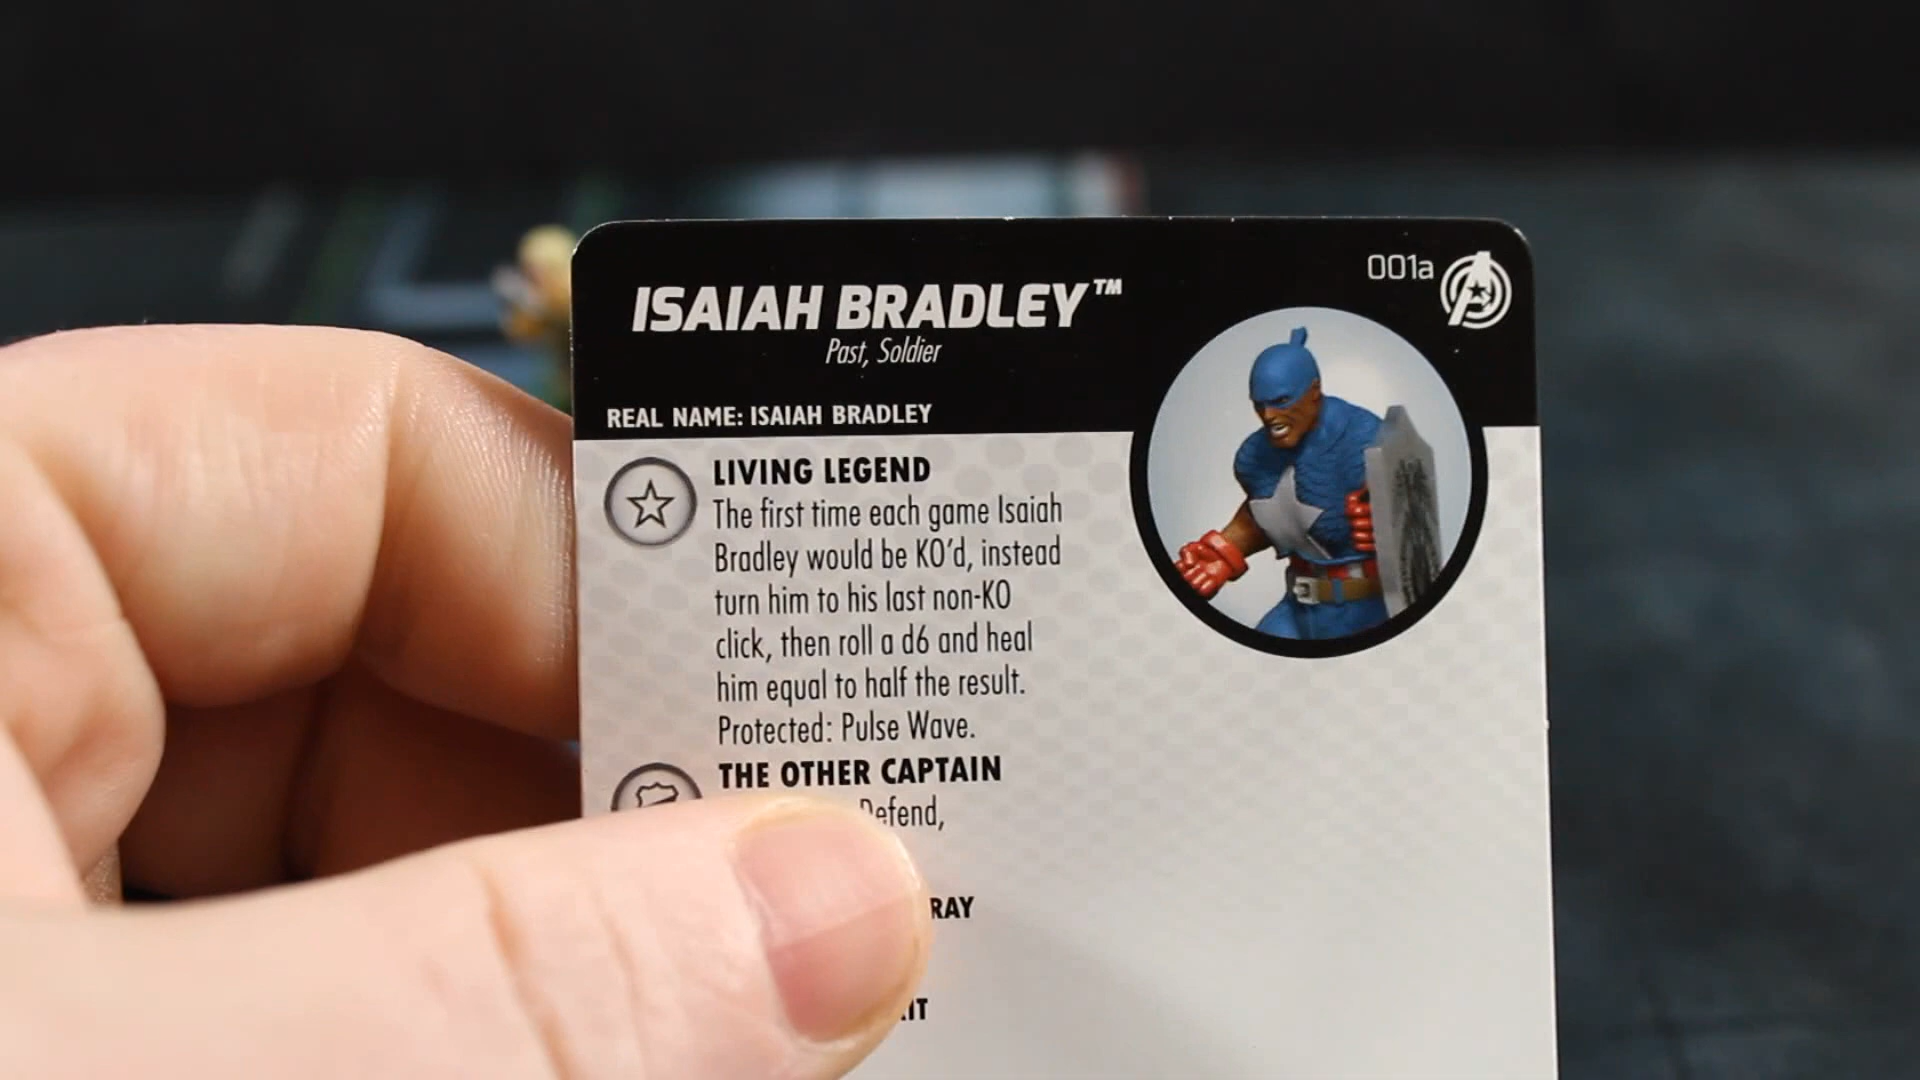 001a
ISAIAH BRADLEY™
Past, Soldier
REAL NAME: ISAIAH BRADLEY
LIVING LEGEND
The first time each game Isaiah
Bradley would be KO'd, instead
turn him to his last non-KO
click, then roll a d6 and heal
him equal to half the result.
Protected: Pulse Wave.
THE OTHER CAPTAIN
Defend,